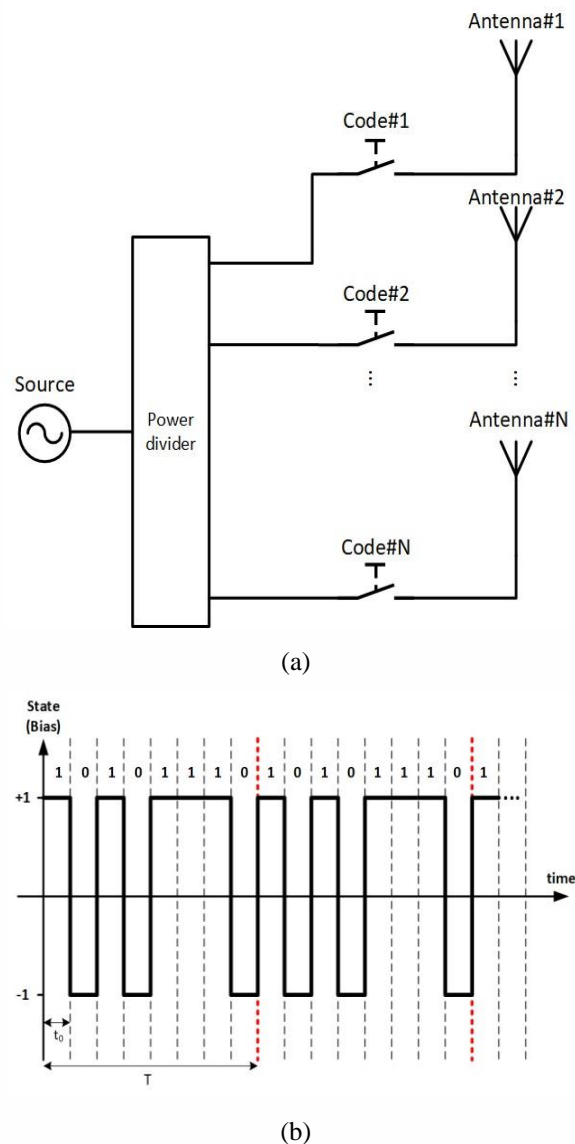 Antenna#1
Code#1
Antenna#2
Code#2
⋮ ⋮
Source
Power
divider
Antenna#N
Code#N
(a)
State
(Bias)
1 0 1 0 1 1 1 0 1 0 1 0 1 1 1 0 1
+1
...
time
-1
t₀
T
(b)